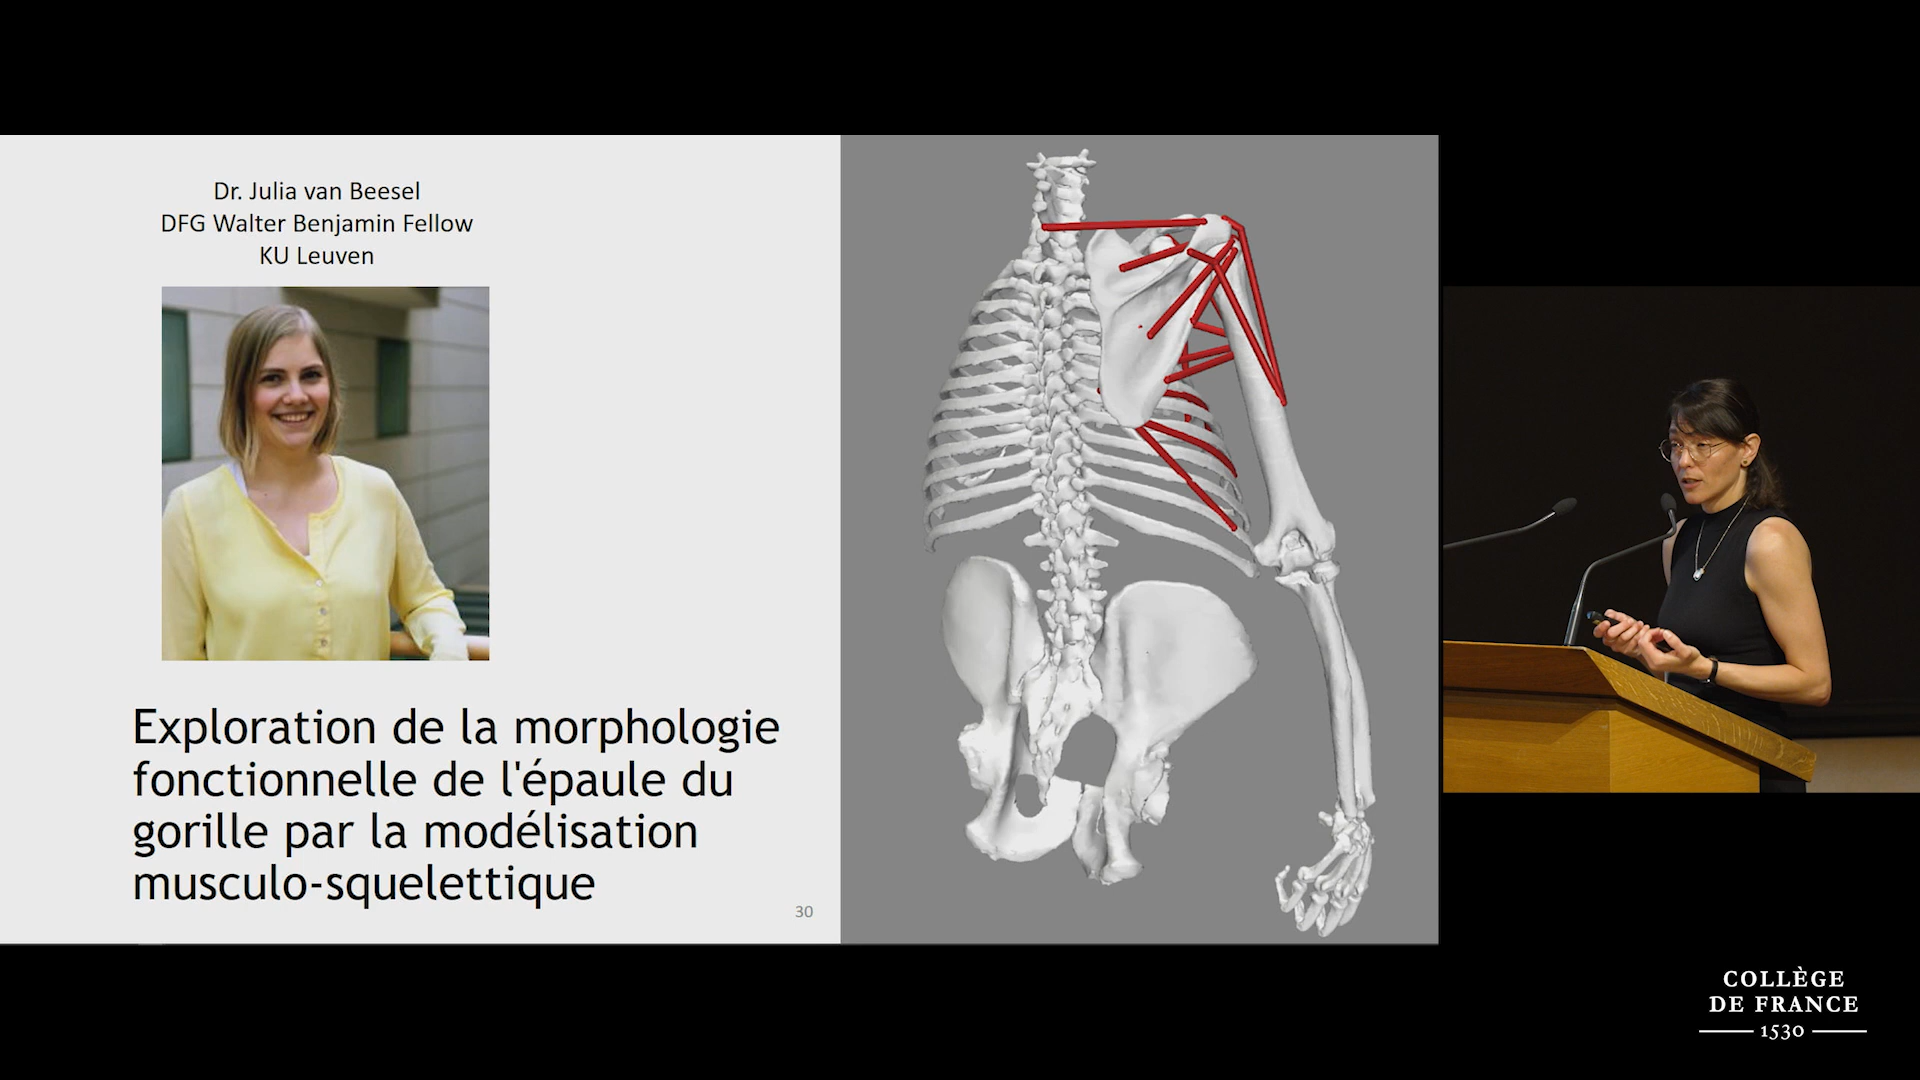 Dr. Julia van Beesel
DFG Walter Benjamin Fellow
KU Leuven
Exploration de la morphologie
fonctionnelle de l'épaule du
gorille par la modélisation
musculo-squelettique
30
COLLÈGE
DE FRANCE
1530